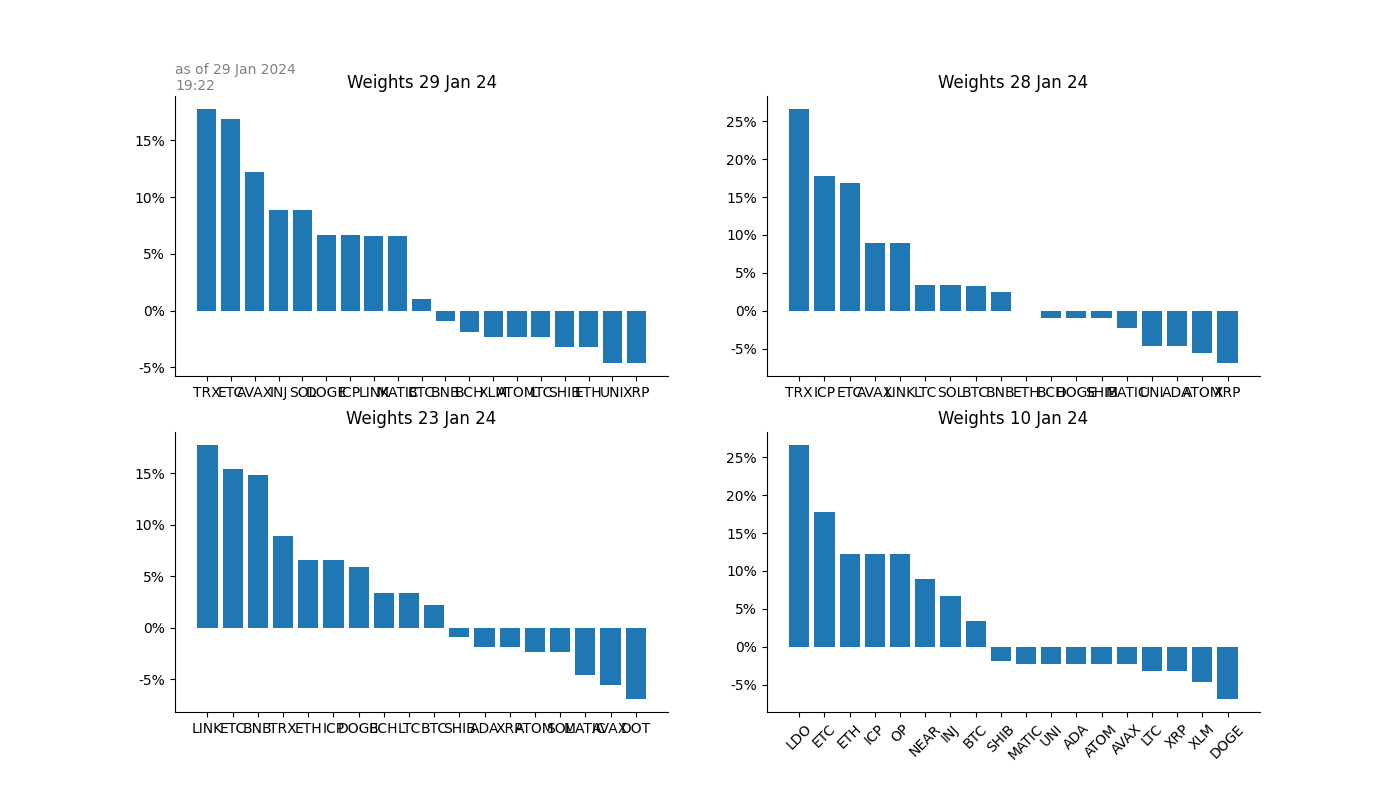 as of 29 Jan 2024
19:22
Weights 29 Jan 24
15%
10%
5%
0%
-5%
TRX ETC AVAX INJ SOL DOGE ICP LINK MATIC BTC BNB BCH XLM ATOM LTC SHIB ETH UNI XRP
Weights 28 Jan 24
25%
20%
15%
10%
5%
0%
-5%
TRX ICP ETC AVAX LINK LTC SOL BTC BNB ETH BCH DOGE SHIB MATIC UNI ADA ATOM XRP
Weights 23 Jan 24
15%
10%
5%
0%
-5%
LINK ETC BNB TRX ETH ICP DOGE BCH LTC BTC SHIB ADA XRP ATOM SOL MATIC AVAX DOT
Weights 10 Jan 24
25%
20%
15%
10%
5%
0%
-5%
LDO ETC ETH ICP OP NEAR INJ BTC SHIB MATIC UNI ADA ATOM AVAX LTC XRP XLM DOGE